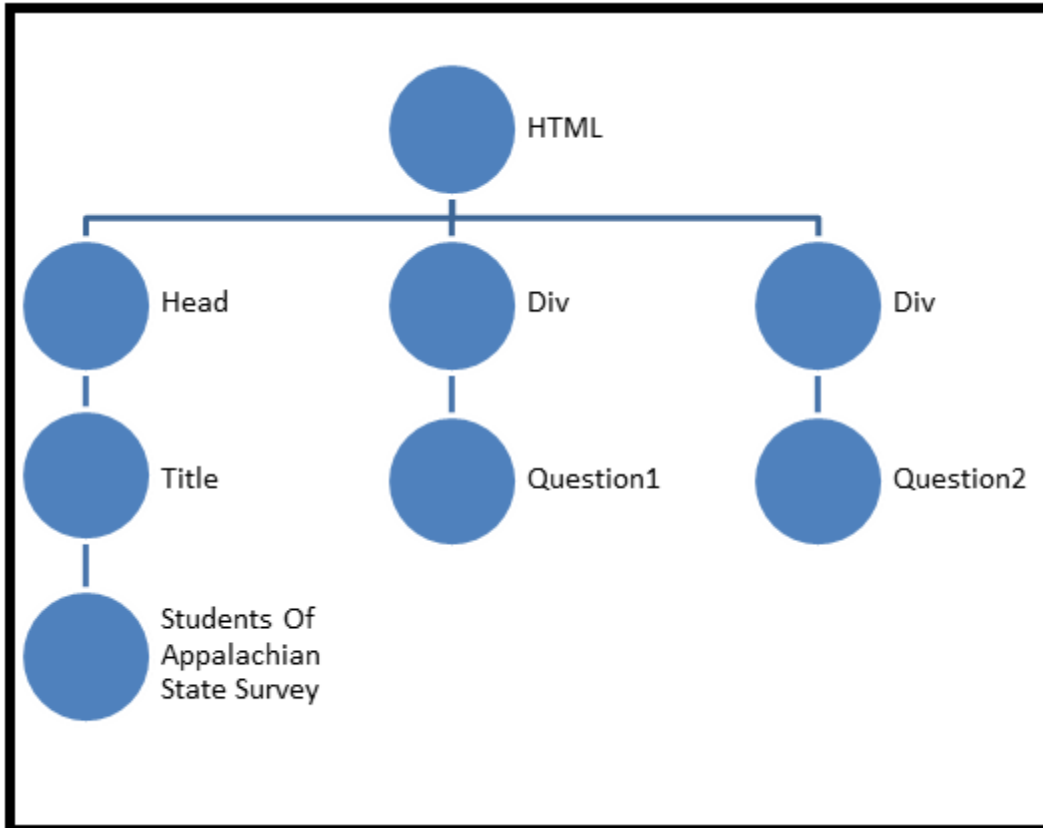 HTML
Head
Div
Div
Title
Question1
Question2
Students Of
Appalachian
State Survey